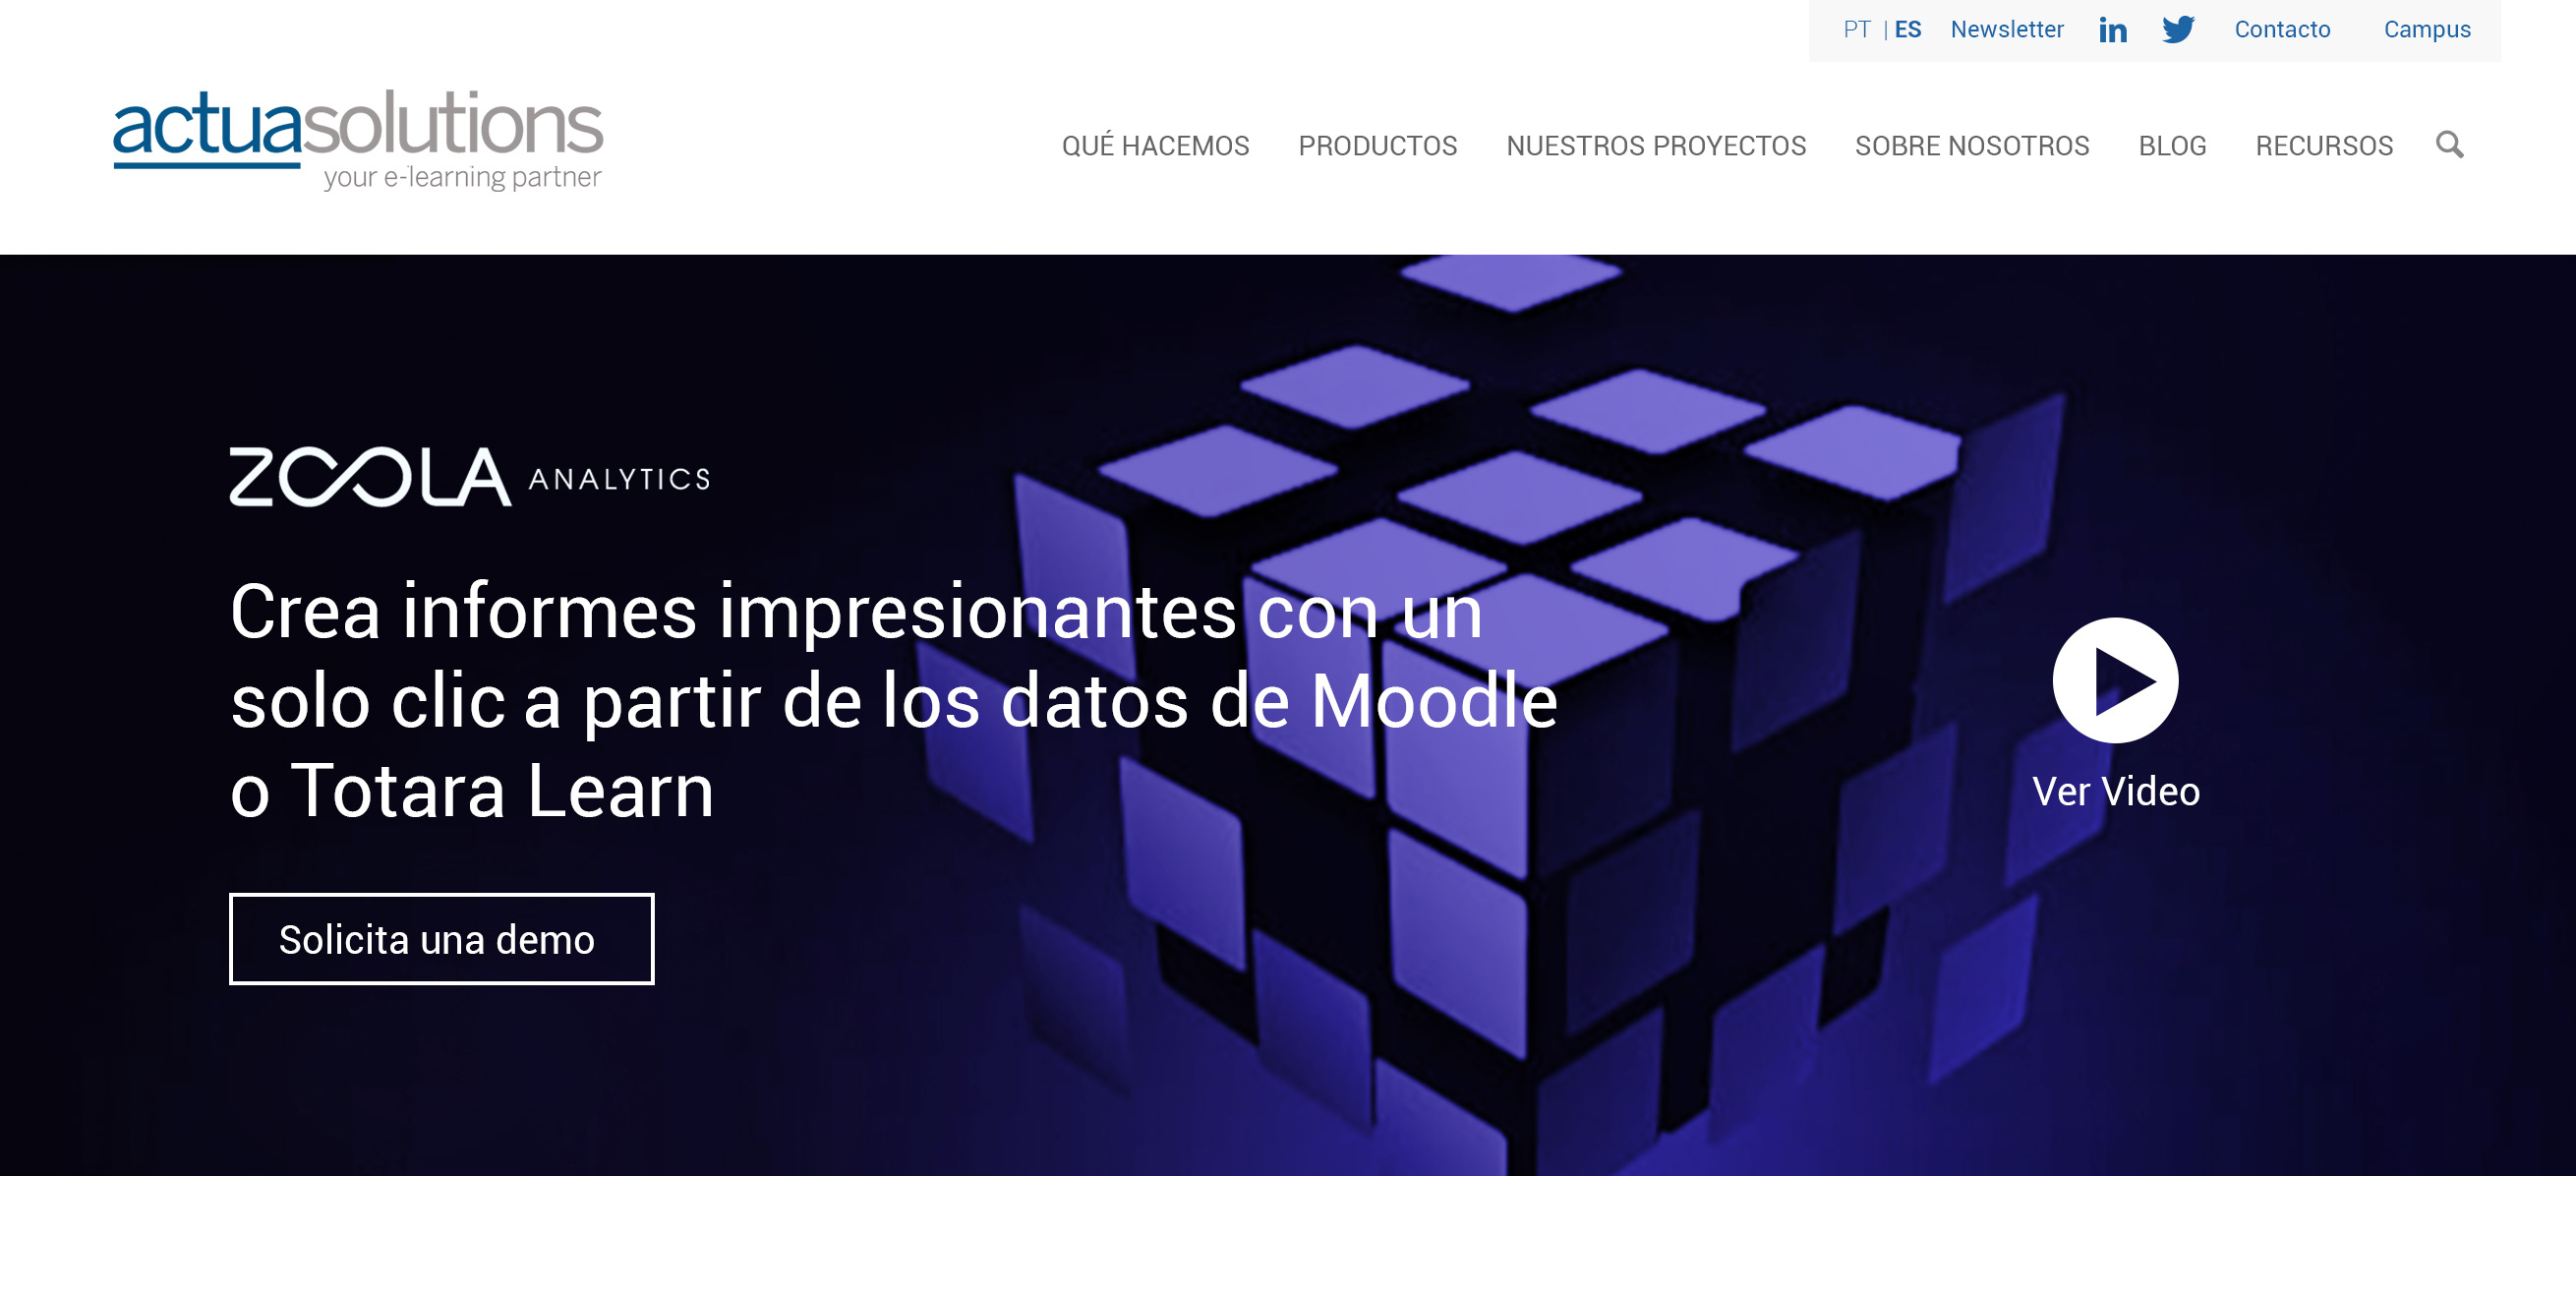 PT | ES Newsletter in Contacto Campus
actuasolutions
your e-learning partner
QUÉ HACEMOS PRODUCTOS NUESTROS PROYECTOS SOBRE NOSOTROS BLOG RECURSOS
ZOOLA ANALYTICS
Crea informes impresionantes con un
solo clic a partir de los datos de Moodle
o Totara Learn
Ver Video
Solicita una demo